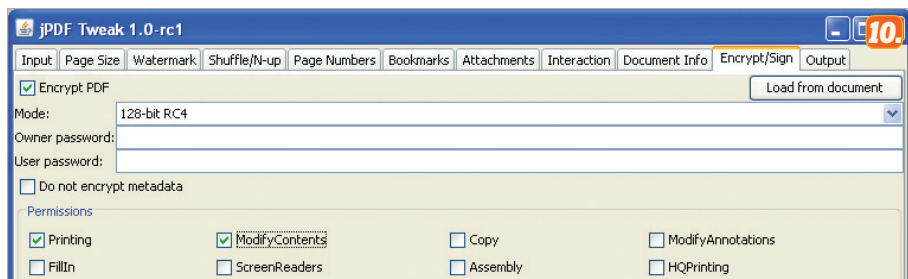 jPDF Tweak 1.0-rc1
10.
Input Page Size Watermark Shuffle/N-up Page Numbers Bookmarks Attachments Interaction Document Info Encrypt/Sign Output
Encrypt PDF Load from document
Mode: 128-bit RC4
Owner password:
User password:
Do not encrypt metadata
Permissions
Printing ModifyContents Copy ModifyAnnotations
FillIn ScreenReaders Assembly HQPrinting